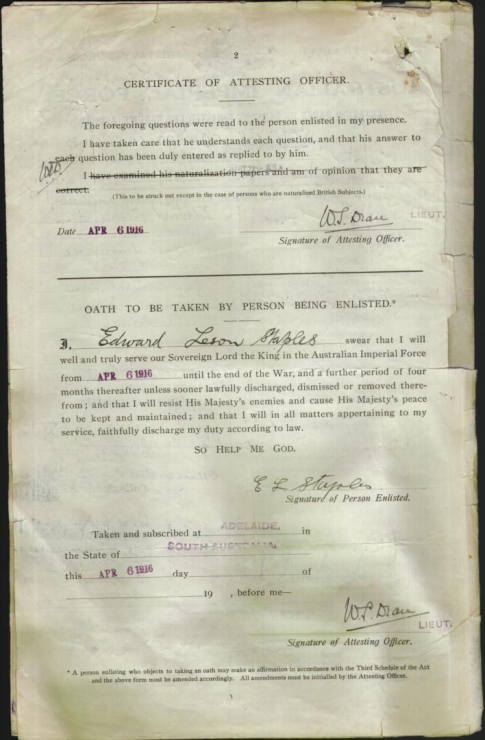 2
CERTIFICATE OF ATTESTING OFFICER.
The foregoing questions were read to the person enlisted in my presence.
I have taken care that he understands each question, and that his answer to
each question has been duly entered as replied to by him.
I have examined his naturalization papers and am of opinion that they are
correct.
(This to be struck out except in the case of persons who are naturalized British Subjects.)
Date APR 6 1916
LIEUT.
Signature of Attesting Officer.
OATH TO BE TAKEN BY PERSON BEING ENLISTED.*
I, Edward Leson Staples swear that I will
well and truly serve our Sovereign Lord the King in the Australian Imperial Force
from APR 6 1916 until the end of the War, and a further period of four
months thereafter unless sooner lawfully discharged, dismissed or removed there-
from; and that I will resist His Majesty's enemies and cause His Majesty's peace
to be kept and maintained; and that I will in all matters appertaining to my
service, faithfully discharge my duty according to law.
SO HELP ME GOD.
E L Staples
Signature of Person Enlisted.
Taken and subscribed at ADELAIDE, in
the State of SOUTH AUSTRALIA.
this APR 6 1916 day of
19 , before me—
LIEUT.
Signature of Attesting Officer.
* A person enlisting who objects to taking an oath may make an affirmation in accordance with the Third Schedule of the Act
and the above form must be amended accordingly. All amendments must be initialled by the Attesting Officer.